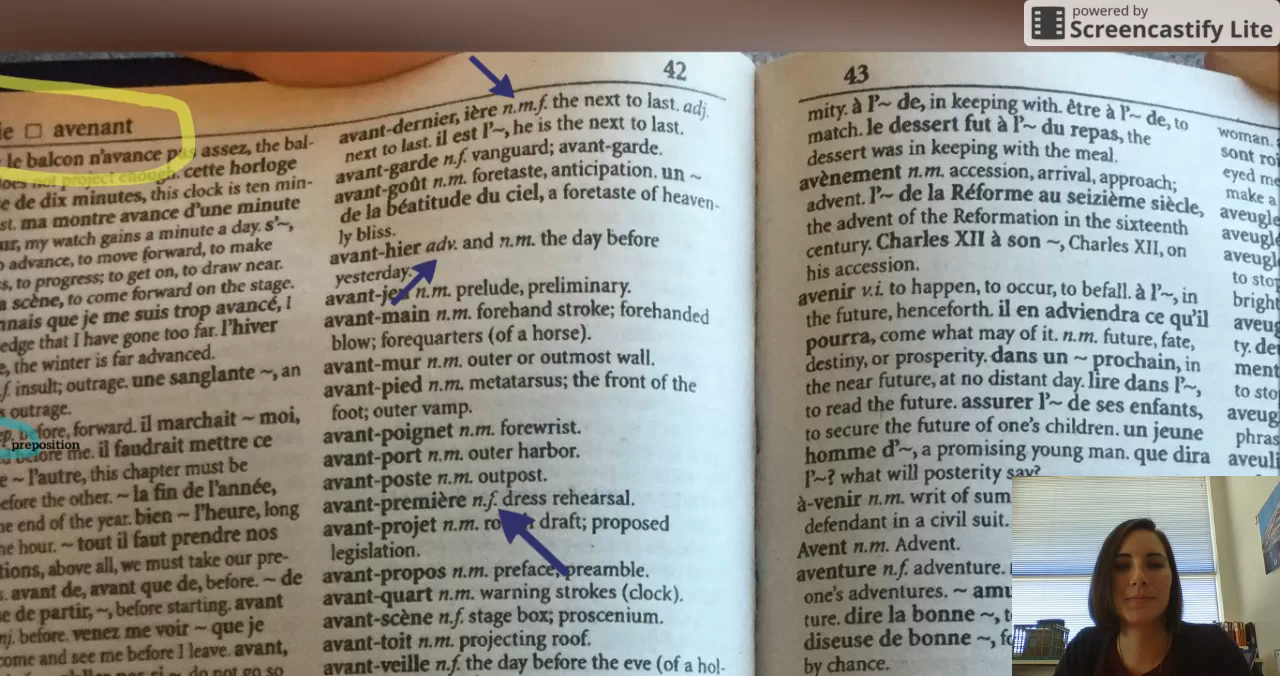 powered by
Screencastify Lite
ie □ avenant
le balcon n'avance pas assez, the bal-
does not project enough. cette horloge
e de dix minutes, this clock is ten min-
st. ma montre avance d'une minute
ur, my watch gains a minute a day. s'~,
o advance, to move forward, to make
s, to progress; to get on, to draw near.
a scène, to come forward on the stage.
nnais que je me suis trop avancé, I
edge that I have gone too far. l'hiver
e, the winter is far advanced.
f. insult; outrage. une sanglante ~, an
s outrage.
ep. before, forward. il marchait ~ moi,
preposition
d before me. il faudrait mettre ce
e ~ l'autre, this chapter must be
efore the other. ~ la fin de l'année,
he end of the year. bien ~ l'heure, long
he hour. ~ tout il faut prendre nos
tions, above all, we must take our pre-
s. avant de, avant que de, before. ~ de
e de partir, ~, before starting. avant
nj. before. venez me voir ~ que je
come and see me before I leave. avant,
42
avant-dernier, ière n.m.f. the next to last. adj.
next to last. il est l'~, he is the next to last.
avant-garde n.f. vanguard; avant-garde.
avant-goût n.m. foretaste, anticipation. un ~
de la béatitude du ciel, a foretaste of heaven-
ly bliss.
avant-hier adv. and n.m. the day before
yesterday.
avant-jeu n.m. prelude, preliminary.
avant-main n.m. forehand stroke; forehanded
blow; forequarters (of a horse).
avant-mur n.m. outer or outmost wall.
avant-pied n.m. metatarsus; the front of the
foot; outer vamp.
avant-poignet n.m. forewrist.
avant-port n.m. outer harbor.
avant-poste n.m. outpost.
avant-première n.f. dress rehearsal.
avant-projet n.m. rough draft; proposed
legislation.
avant-propos n.m. preface, preamble.
avant-quart n.m. warning strokes (clock).
avant-scène n.f. stage box; proscenium.
avant-toit n.m. projecting roof.
avant-veille n.f. the day before the eve (of a hol-
43
mity. à l'~ de, in keeping with. être à l'~ de, to
match. le dessert fut à l'~ du repas, the
dessert was in keeping with the meal.
avènement n.m. accession, arrival, approach;
advent. l'~ de la Réforme au seizième siècle,
the advent of the Reformation in the sixteenth
century. Charles XII à son ~, Charles XII, on
his accession.
avenir v.i. to happen, to occur, to befall. à l'~, in
the future, henceforth. il en adviendra ce qu'il
pourra, come what may of it. n.m. future, fate,
destiny, or prosperity. dans un ~ prochain, in
the near future, at no distant day. lire dans l'~,
to read the future. assurer l'~ de ses enfants,
to secure the future of one's children. un jeune
homme d'~, a promising young man. que dira
l'~? what will posterity say?
à-venir n.m. writ of sum
defendant in a civil suit.
Avent n.m. Advent.
aventure n.f. adventure.
one's adventures. ~ amu
ture. dire la bonne ~, t
diseuse de bonne ~, fo
by chance.
woman.
sont ro
eyed me
make a
aveugle
aveugle
aveugle
to stop
bright
aveug
ty. de
ment
to sto
aveug
phras
aveuli